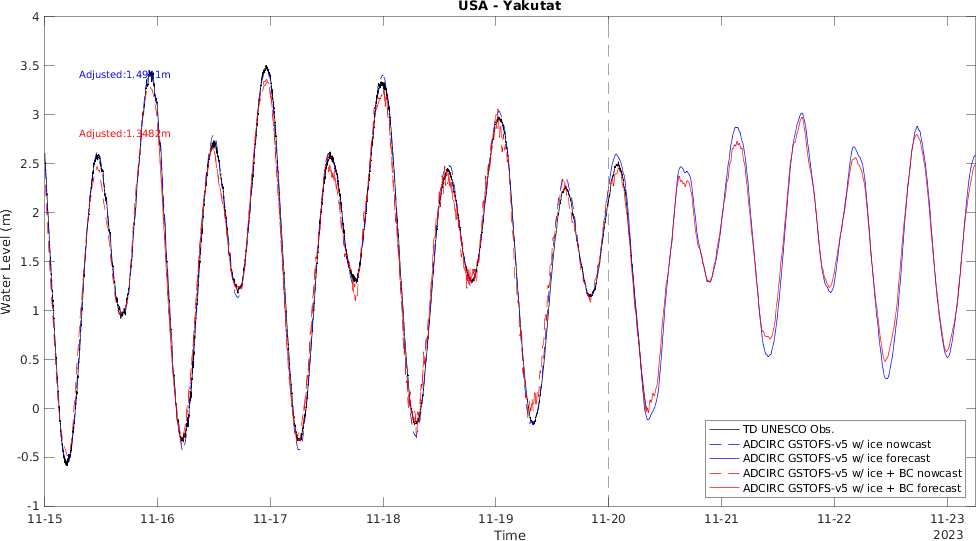 USA - Yakutat
4
3.5
3
2.5
2
1.5
1
0.5
0
-0.5
-1
Water Level (m)
Adjusted:1.3482m
TD UNESCO Obs.
ADCIRC GSTOFS-v5 w/ ice nowcast
ADCIRC GSTOFS-v5 w/ ice forecast
ADCIRC GSTOFS-v5 w/ ice + BC nowcast
ADCIRC GSTOFS-v5 w/ ice + BC forecast
11-15 11-16 11-17 11-18 11-19 11-20 11-21 11-22 11-23
Time
2023